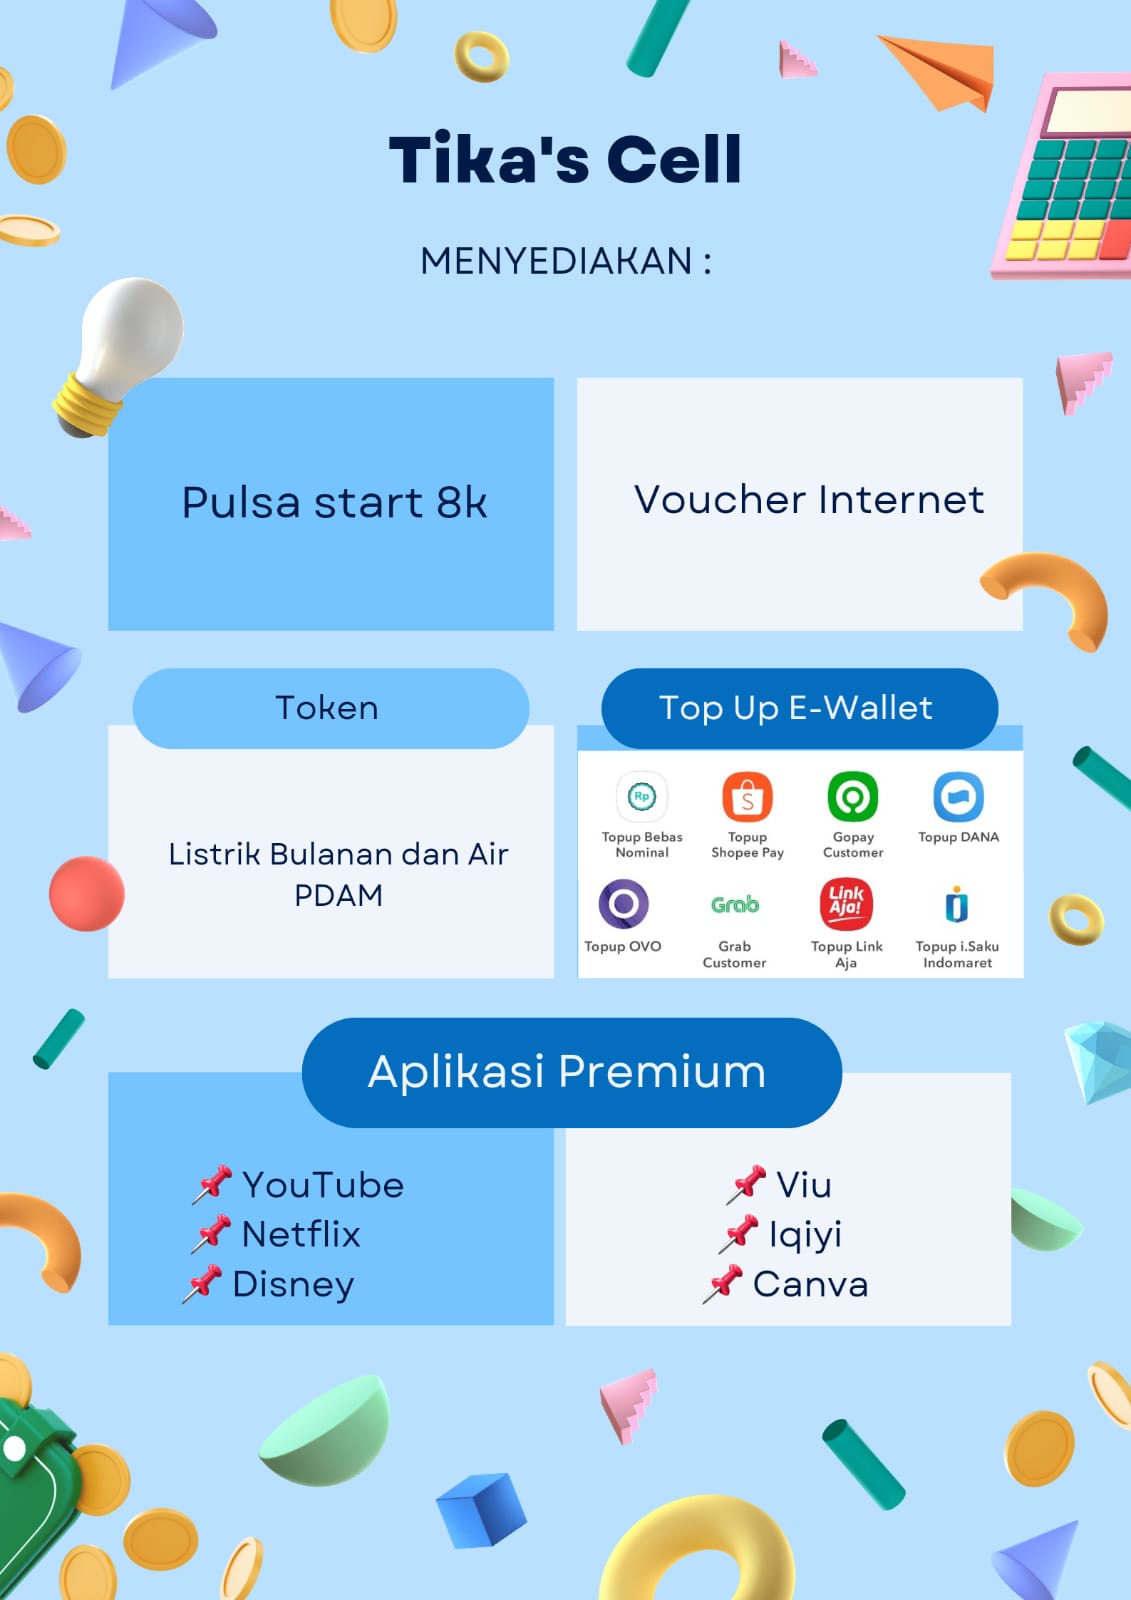 Tika's Cell
MENYEDIAKAN :
Pulsa start 8k
Voucher Internet
Token
Listrik Bulanan dan Air
PDAM
Top Up E-Wallet
Rp
S
Topup Bebas
Nominal
Topup
Shopee Pay
Gopay
Customer
Topup DANA
Grab
Link
Aja!
Topup OVO
Grab
Customer
Topup Link
Aja
Topup i.Saku
Indomaret
Aplikasi Premium
YouTube
Netflix
Disney
Viu
Iqiyi
Canva